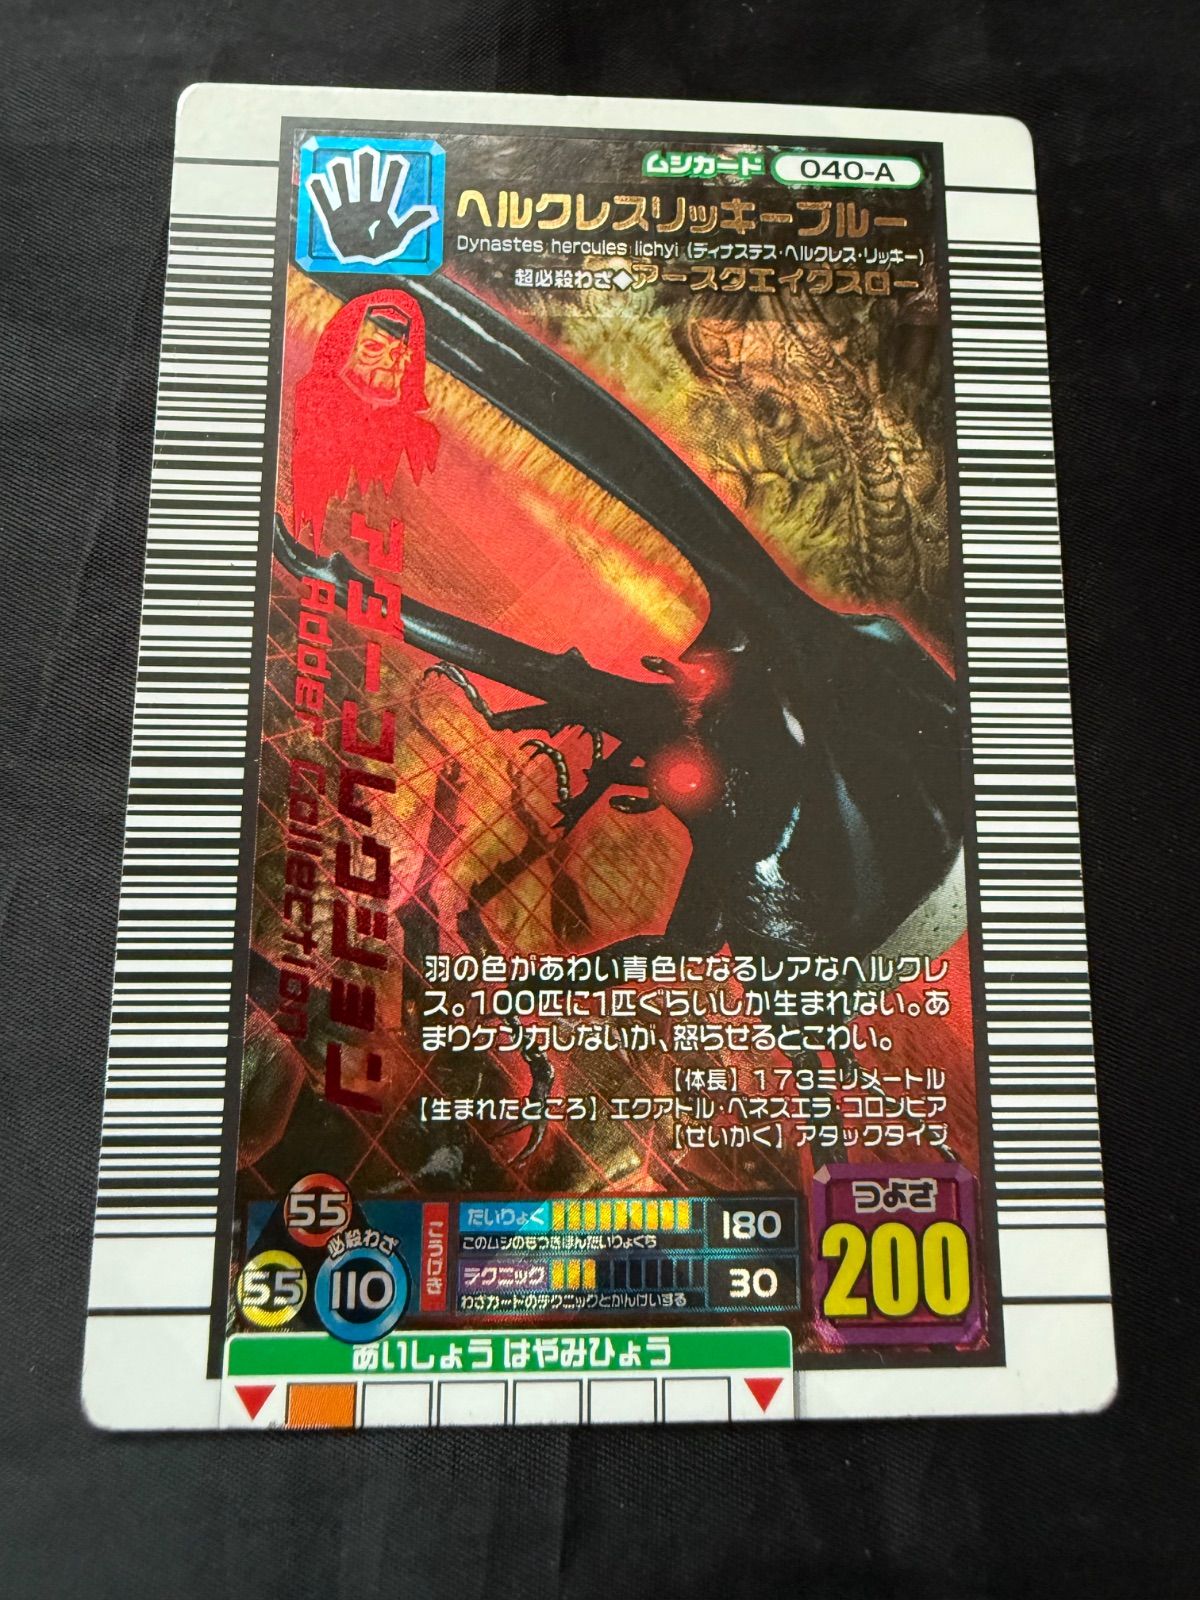 ムシカード 040-A
ヘルクレスリッキーブルー
Dynastes hercules lichyi (ディナステス・ヘルクレス・リッキー)
超必殺わざ◆アースクエイクスロー
アダーコレクション
Adder Collection
羽の色があわい青色になるレアなヘルクレ
ス。100匹に1匹ぐらいしか生まれない。あ
まりケンカしないが、怒らせるとこわい。
【体長】173ミリメートル
【生まれたところ】エクアドル・ベネズエラ・コロンビア
【せいかく】アタックタイプ
55
必殺わざ
55
110
こうげき
たいりょく 180
このムシのもつきほんたいりょくち
テクニック 30
わざカードのテクニックとかんけいする
つよさ
200
あいしょう はやみひょう